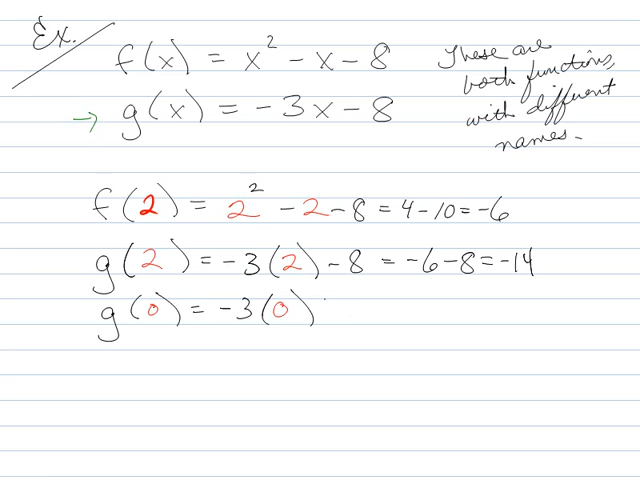 Ex.
f(x) = x² - x - 8
→ g(x) = -3x - 8
These are
both functions,
with different
names.
f(2) = 2² - 2 - 8 = 4 - 10 = -6
g(2) = -3(2) - 8 = -6 - 8 = -14
g(0) = -3(0)